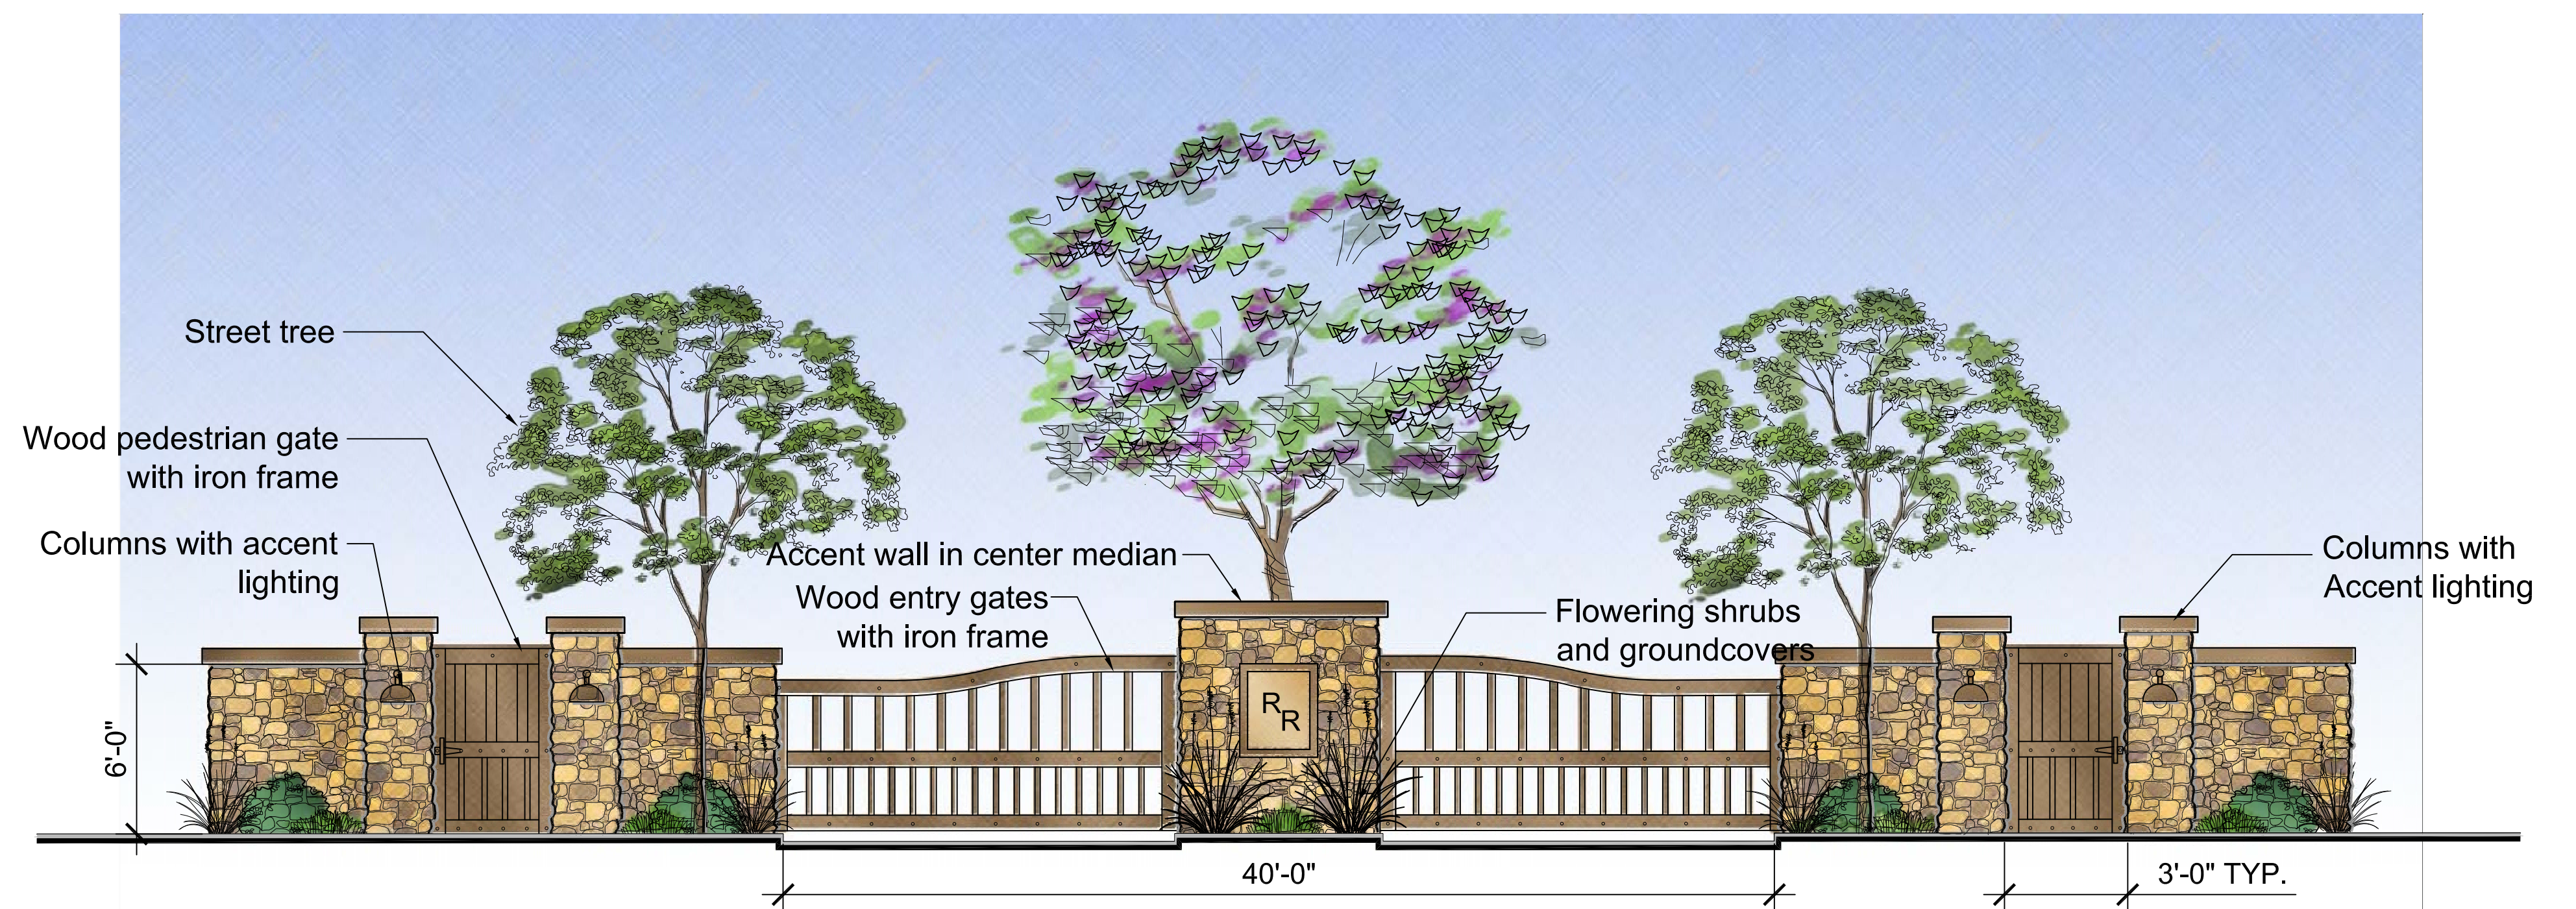 Street tree
Wood pedestrian gate
with iron frame
Columns with accent
lighting
Accent wall in center median
Wood entry gates
with iron frame
Flowering shrubs
and groundcovers
Columns with
Accent lighting
R
R
6'-0"
40'-0"
3'-0" TYP.